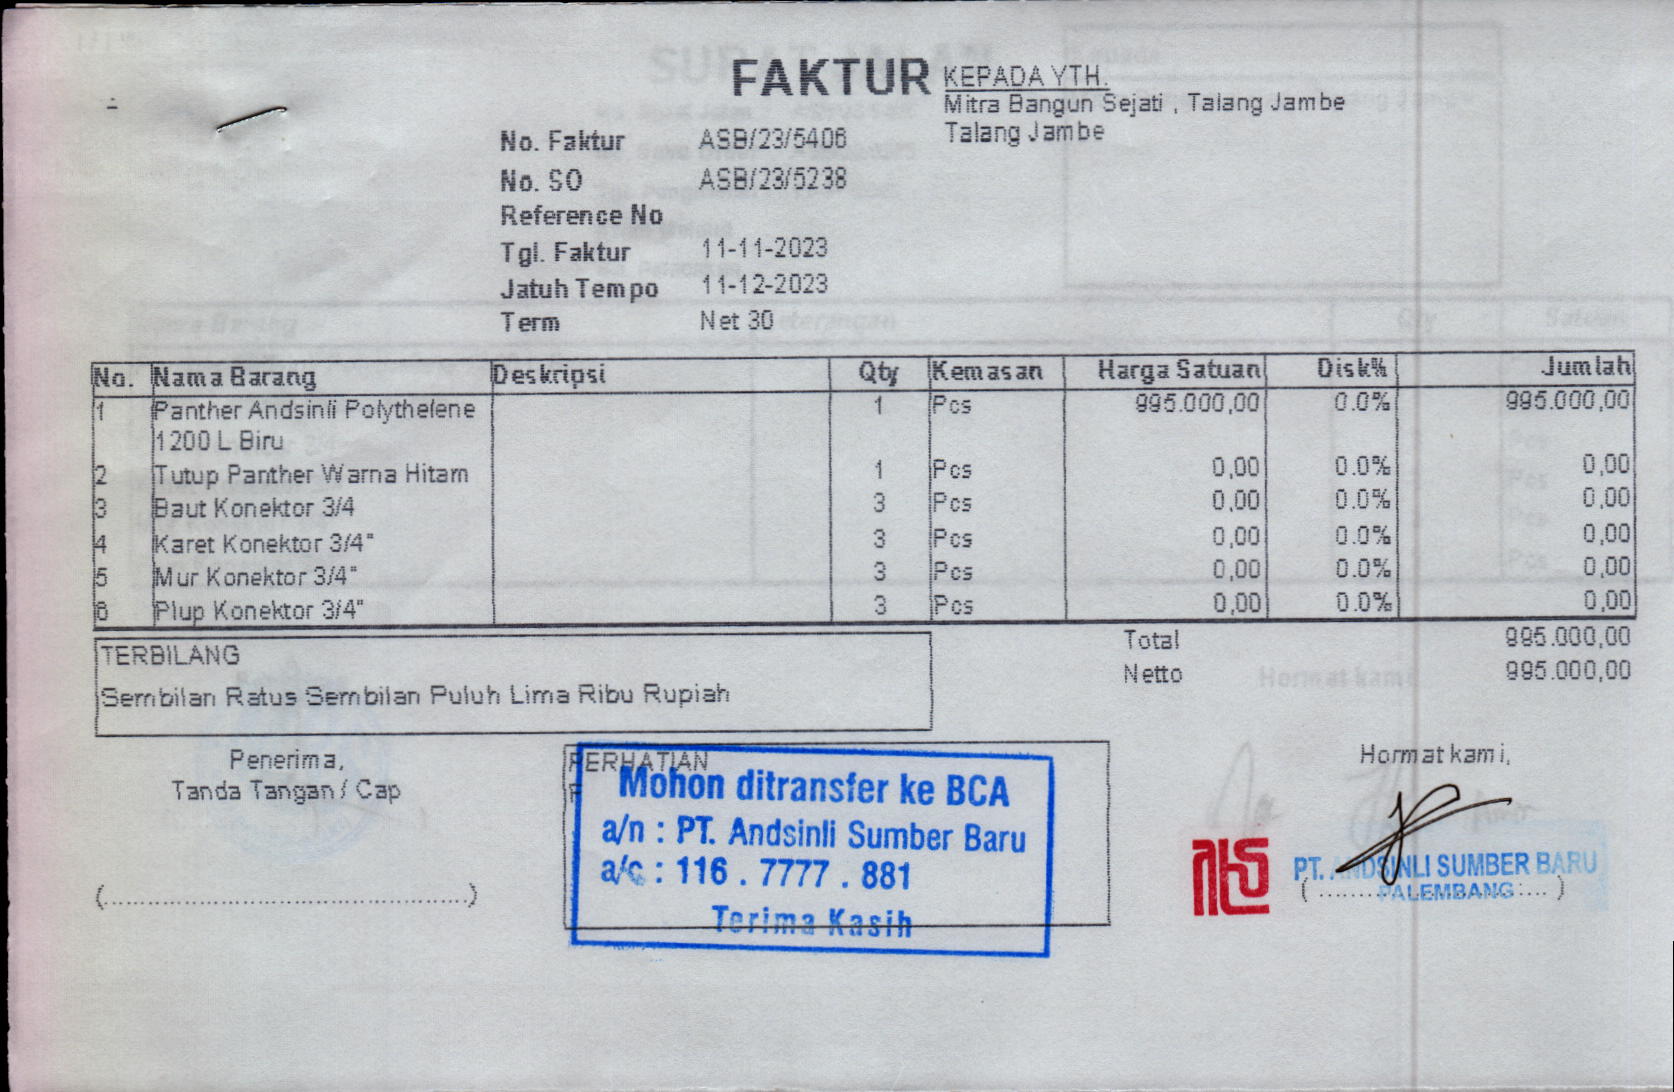 FAKTUR
KEPADA YTH.
Mitra Bangun Sejati , Talang Jambe
Talang Jambe
No. Faktur ASB/23/5406
No. SO ASB/23/5238
Reference No
Tgl. Faktur 11-11-2023
Jatuh Tempo 11-12-2023
Term Net 30
No. Nama Barang Deskripsi Qty Kemasan Harga Satuan Disk% Jumlah
1 Panther Andsinli Polythelene 1 Pcs 995.000,00 0.0% 995.000,00
1200 L Biru
2 Tutup Panther Warna Hitam 1 Pcs 0,00 0.0% 0,00
3 Baut Konektor 3/4 3 Pcs 0,00 0.0% 0,00
4 Karet Konektor 3/4" 3 Pcs 0,00 0.0% 0,00
5 Mur Konektor 3/4" 3 Pcs 0,00 0.0% 0,00
6 Plup Konektor 3/4" 3 Pcs 0,00 0.0% 0,00
Total 995.000,00
Netto 995.000,00
TERBILANG
Sembilan Ratus Sembilan Puluh Lima Ribu Rupiah
Penerima,
Tanda Tangan / Cap
(................................................)
PERHATIAN
Mohon ditransfer ke BCA
a/n : PT. Andsinli Sumber Baru
a/c : 116 . 7777 . 881
Terima Kasih
Hormat kami,
PT. ANDSINLI SUMBER BARU
PALEMBANG